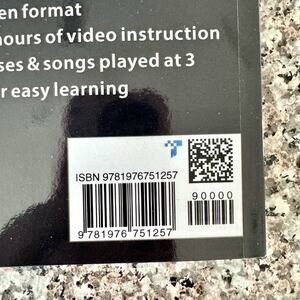 en format
hours of video instruction
ses & songs played at 3
r easy learning
ISBN 9781976751257
90000
9 781976 751257